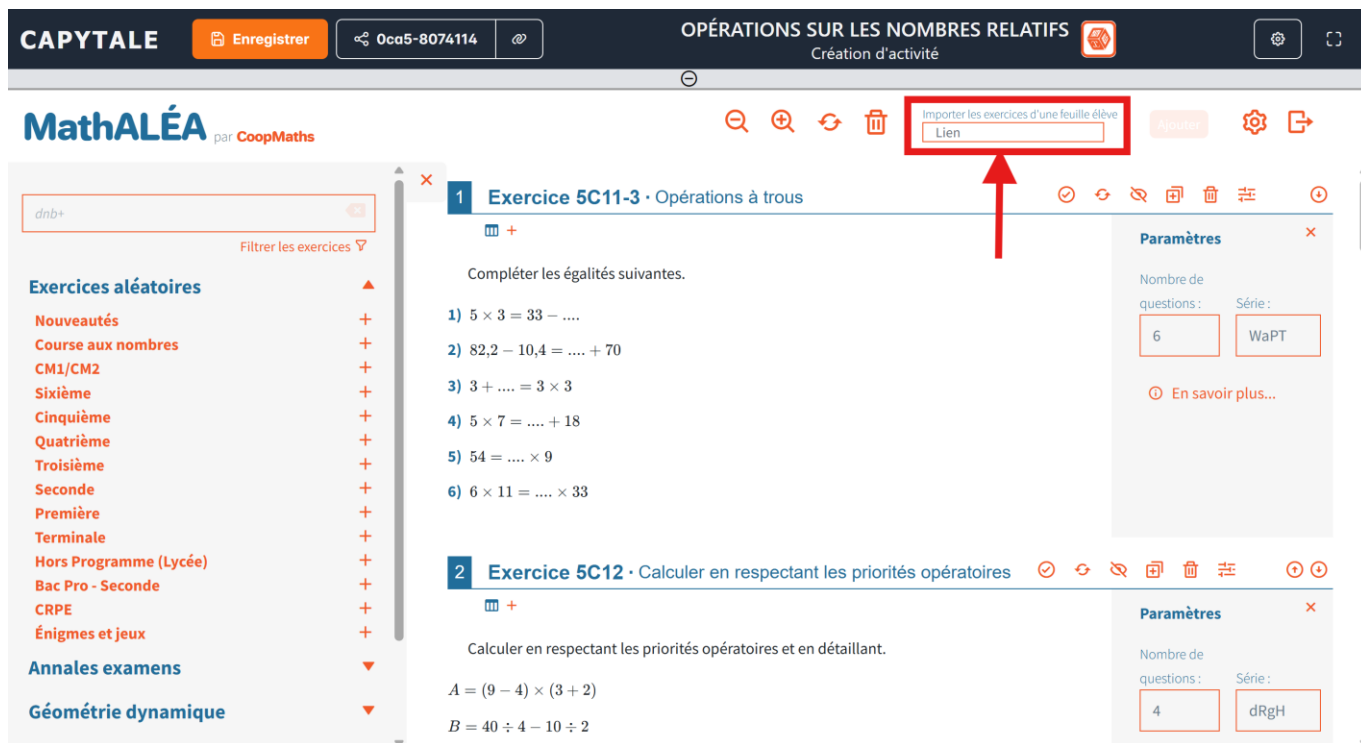 CAPYTALE
Enregistrer
0ca5-8074114
OPÉRATIONS SUR LES NOMBRES RELATIFS
Création d'activité
MathALÉA par CoopMaths
Importer les exercices d'une feuille élève
Lien
Ajouter
dnb+
Filtrer les exercices
Exercices aléatoires
Nouveautés
Course aux nombres
CM1/CM2
Sixième
Cinquième
Quatrième
Troisième
Seconde
Première
Terminale
Hors Programme (Lycée)
Bac Pro - Seconde
CRPE
Énigmes et jeux
Annales examens
Géométrie dynamique
1 Exercice 5C11-3 · Opérations à trous
Compléter les égalités suivantes.
1) 5 × 3 = 33 − ....
2) 82,2 − 10,4 = .... + 70
3) 3 + .... = 3 × 3
4) 5 × 7 = .... + 18
5) 54 = .... × 9
6) 6 × 11 = .... × 33
Paramètres
Nombre de
questions : Série :
6 WaPT
En savoir plus...
2 Exercice 5C12 · Calculer en respectant les priorités opératoires
Calculer en respectant les priorités opératoires et en détaillant.
A = (9 − 4) × (3 + 2)
B = 40 ÷ 4 − 10 ÷ 2
Paramètres
Nombre de
questions : Série :
4 dRgH